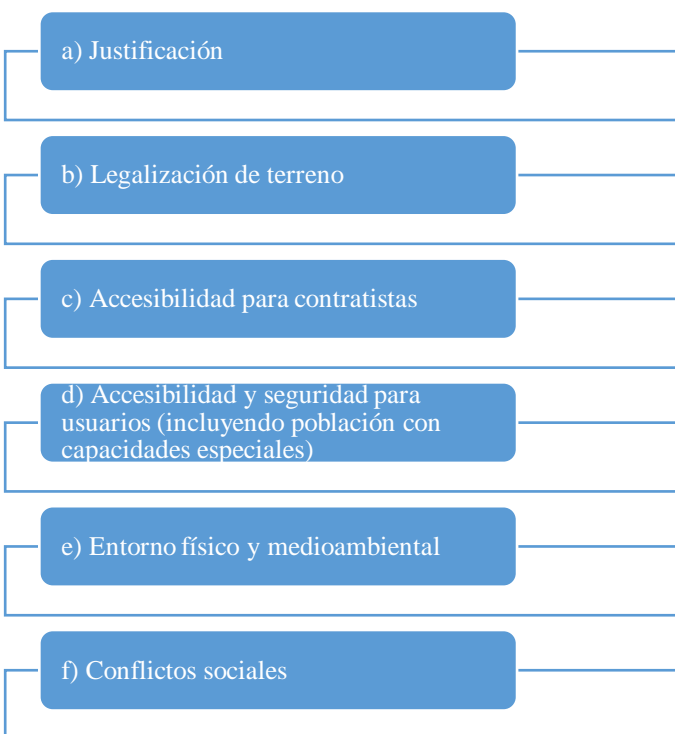 a) Justificación
b) Legalización de terreno
c) Accesibilidad para contratistas
d) Accesibilidad y seguridad para
usuarios (incluyendo población con
capacidades especiales)
e) Entorno físico y medioambiental
f) Conflictos sociales